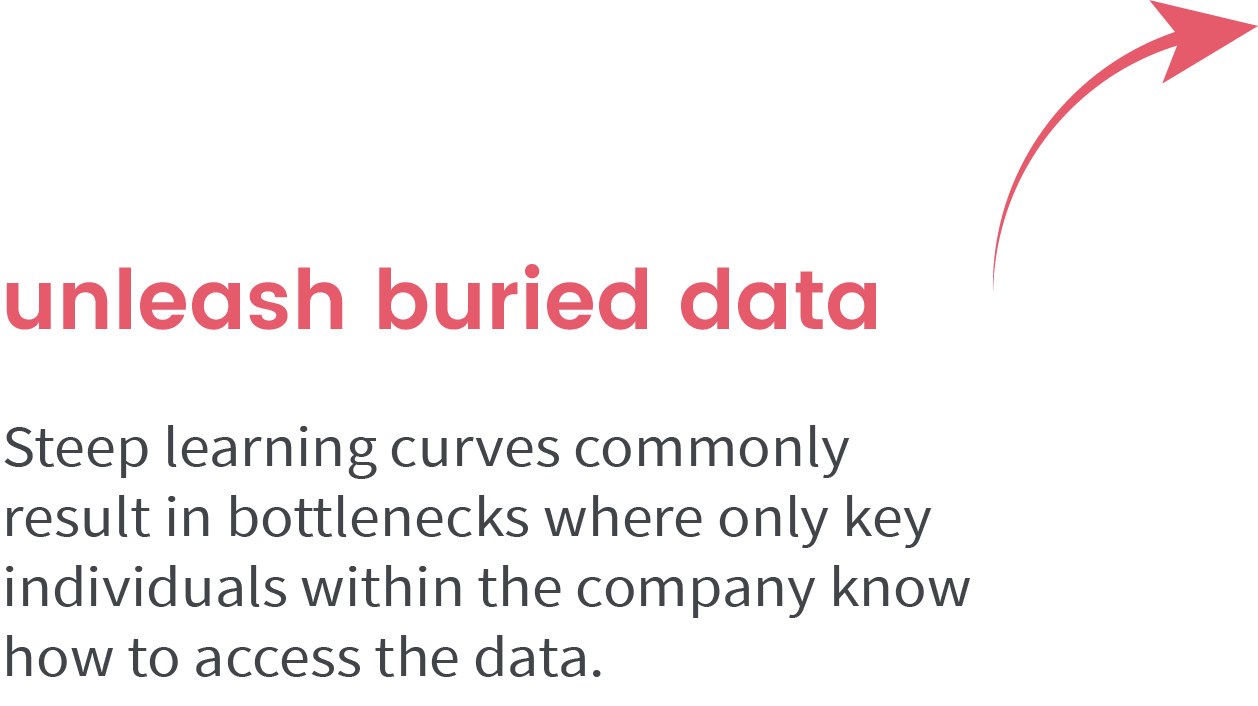 unleash buried data
Steep learning curves commonly
result in bottlenecks where only key
individuals within the company know
how to access the data.